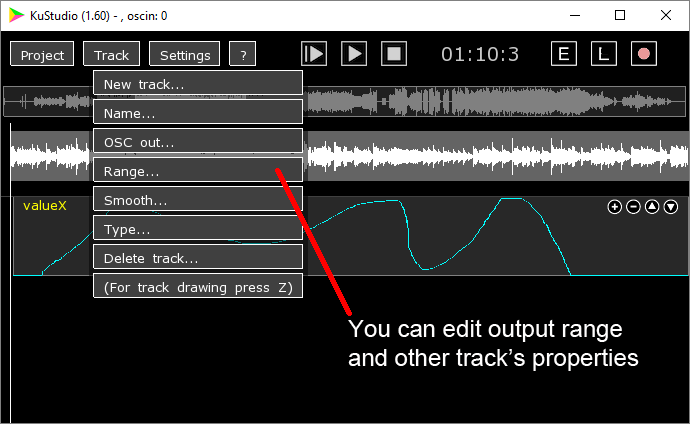 KuStudio (1.60) - , oscin: 0
Project Track Settings ? 01:10:3 E L
New track...
Name...
OSC out...
Range...
Smooth...
Type...
Delete track...
(For track drawing press Z)
valueX
You can edit output range
and other track’s properties